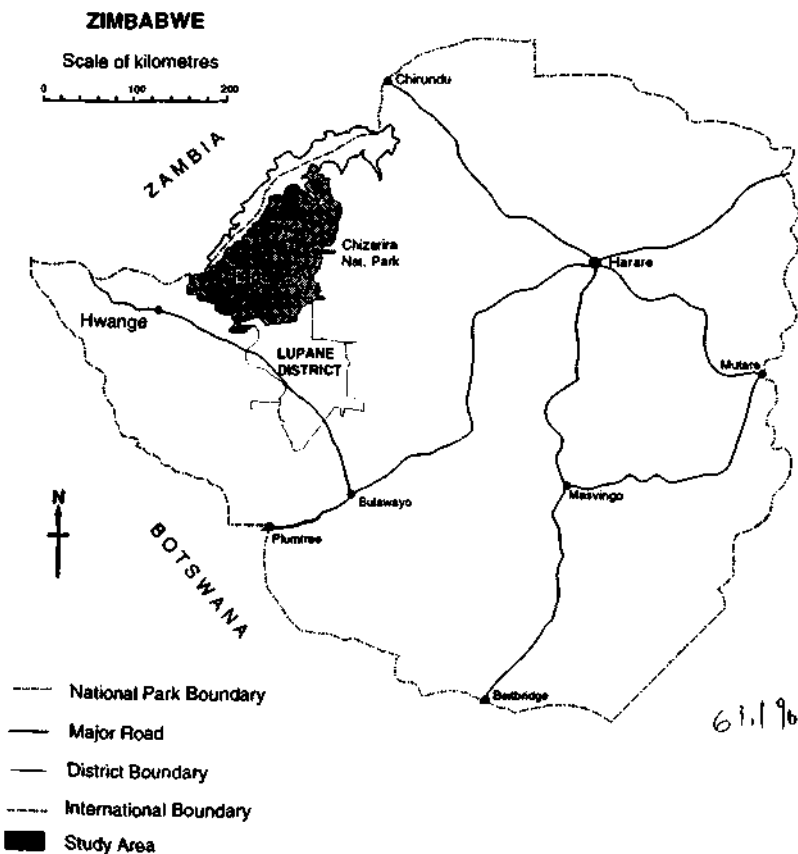 ZIMBABWE
Scale of kilometres
0 100 200
Chirundu
ZAMBIA
Chizarira
Nat. Park
Harare
Hwange
LUPANE
DISTRICT
Mutare
N
Bulawayo
Masvingo
Plumtree
BOTSWANA
Beitbridge
National Park Boundary
Major Road
District Boundary
International Boundary
Study Area